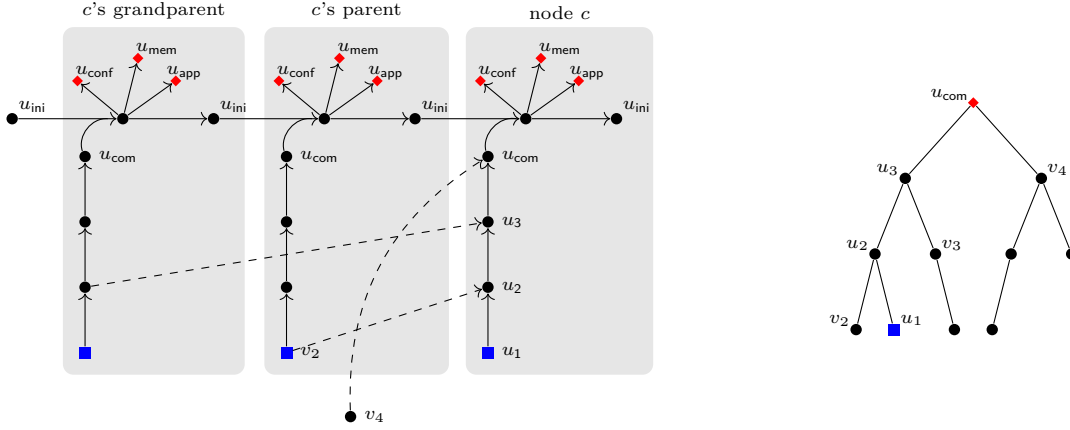 c's grandparent
c's parent
node c
u_mem
u_mem
u_mem
u_conf
u_app
u_conf
u_app
u_conf
u_app
u_ini
u_ini
u_ini
u_ini
u_com
u_com
u_com
u_3
u_2
v_2
u_1
v_4
u_com
u_3
v_4
u_2
v_3
v_2
u_1